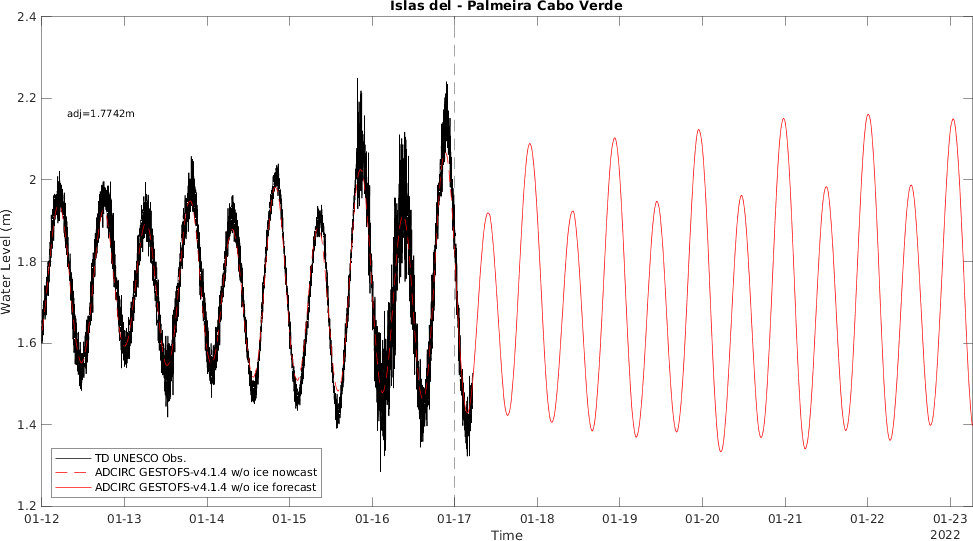 Islas del - Palmeira Cabo Verde
2.4
2.2
2
1.8
1.6
1.4
1.2
Water Level (m)
adj=1.7742m
TD UNESCO Obs.
ADCIRC GESTOFS-v4.1.4 w/o ice nowcast
ADCIRC GESTOFS-v4.1.4 w/o ice forecast
01-12 01-13 01-14 01-15 01-16 01-17 01-18 01-19 01-20 01-21 01-22 01-23
2022
Time